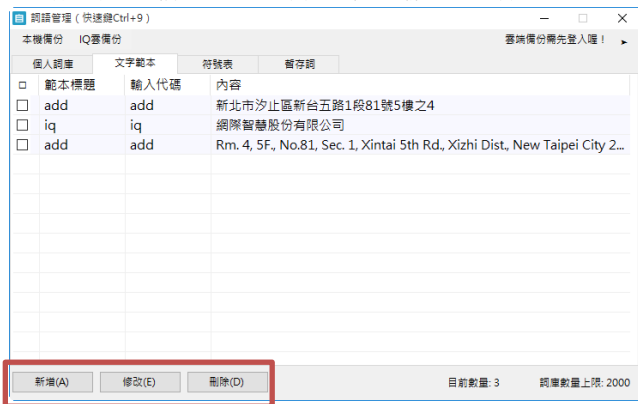 自 詞語管理 ( 快速鍵Ctrl+9 )
本機備份 IQ雲備份 雲端備份需先登入喔！
個人詞庫 文字範本 符號表 暫存詞
範本標題 輸入代碼 內容
add add 新北市汐止區新台五路1段81號5樓之4
iq iq 網際智慧股份有限公司
add add Rm. 4, 5F., No.81, Sec. 1, Xintai 5th Rd., Xizhi Dist., New Taipei City 2...
新增(A) 修改(E) 刪除(D) 目前數量: 3 詞庫數量上限: 2000